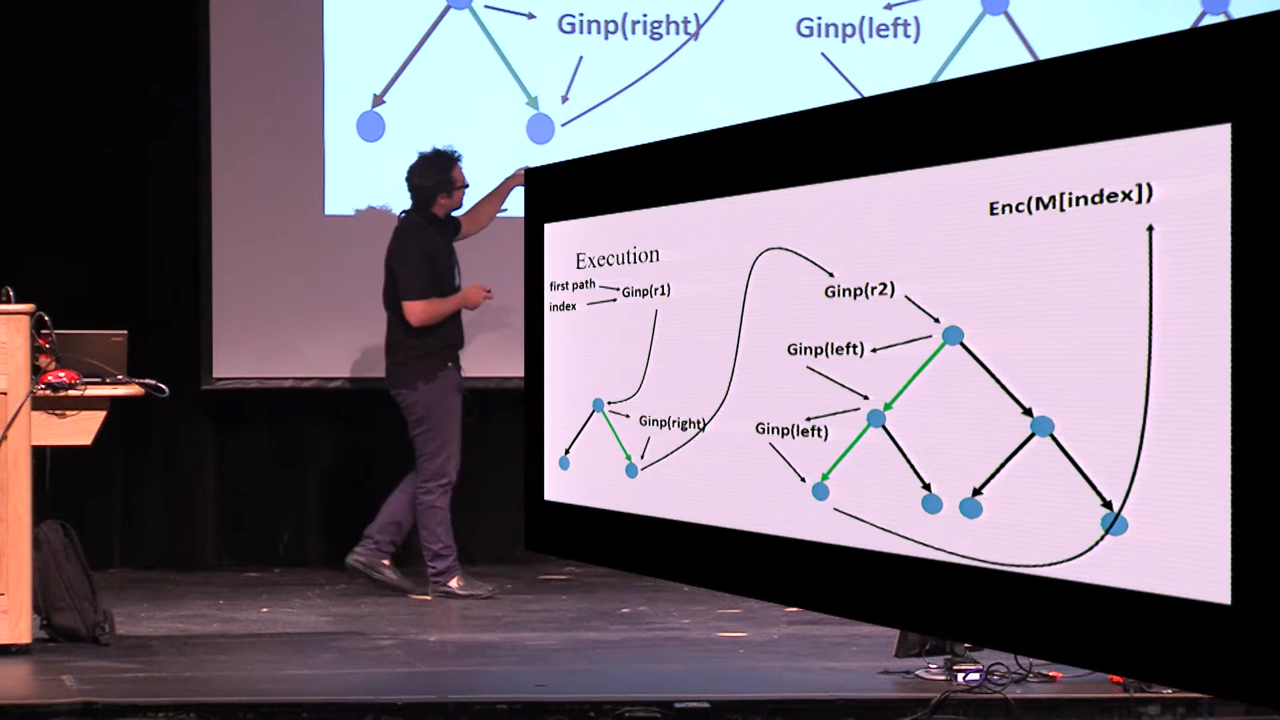 Ginp(right)
Ginp(left)
Enc(M[index])
Execution
first path
index
Ginp(r1)
Ginp(r2)
Ginp(left)
Ginp(right)
Ginp(left)